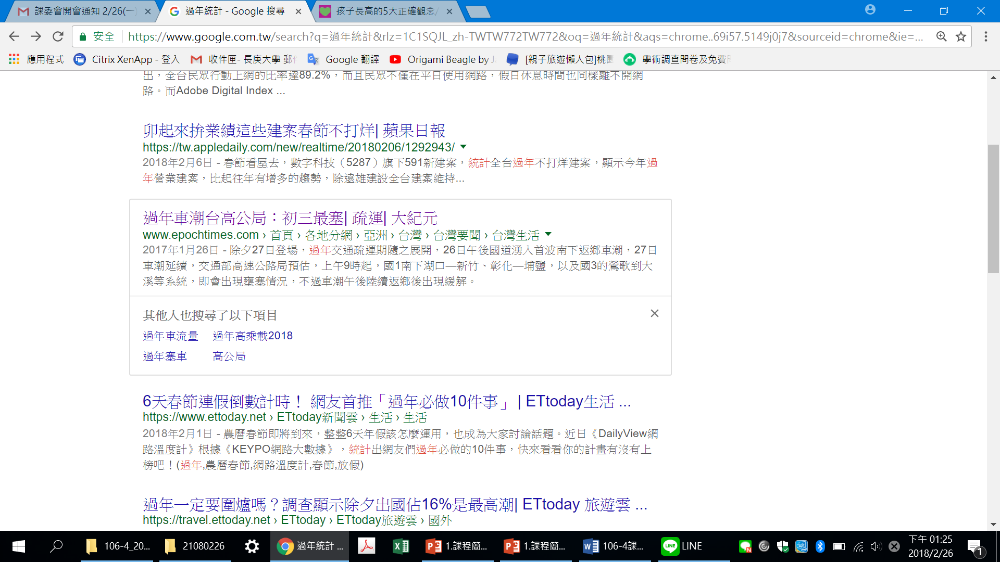 課委會開會通知 2/26(一)
過年統計 - Google 搜尋
孩子長高的5大正確觀念/
安全
https://www.google.com.tw/search?q=過年統計&rlz=1C1SQJL_zh-TWTW772TW772&oq=過年統計&aqs=chrome..69i57.5149j0j7&sourceid=chrome&ie=...
應用程式
Citrix XenApp - 登入
收件匣- 長庚大學 郵件
Google 翻譯
Origami Beagle by J
[親子旅遊懶人包]桃園
學術調查問卷及免費問
出，全台民眾行動上網的比率達89.2%，而且民眾不僅在平日使用網路，假日休息時間也同樣離不開網
路。而Adobe Digital Index ...
卯起來拚業績這些建案春節不打烊| 蘋果日報
https://tw.appledaily.com/new/realtime/20180206/1292943/
2018年2月6日 - 春節看屋去，數字科技（5287）旗下591新建案，統計全台過年不打烊建案，顯示今年過
年營業建案，比起往年有增多的趨勢，除遠雄建設全台建案維持...
過年車潮台高公局：初三最塞| 疏運| 大紀元
www.epochtimes.com › 首頁 › 各地分網 › 亞洲 › 台灣 › 台灣要聞 › 台灣生活
2017年1月26日 - 除夕27日登場，過年交通疏運期隨之展開，26日午後國道湧入首波南下返鄉車潮，27日
車潮延續，交通部高速公路局預估，上午9時起，國1南下湖口—新竹、彰化—埔鹽，以及國3的鶯歌到大
溪等系統，即會出現壅塞情況，不過車潮午後陸續返鄉後出現緩解。
其他人也搜尋了以下項目
過年車流量 過年高乘載2018
過年塞車 高公局
6天春節連假倒數計時！ 網友首推「過年必做10件事」 | ETtoday生活 ...
https://www.ettoday.net › ETtoday新聞雲 › 生活 › 生活
2018年2月1日 - 農曆春節即將到來，整整6天年假該怎麼運用，也成為大家討論話題。近日《DailyView網
路溫度計》根據《KEYPO網路大數據》，統計出網友們過年必做的10件事，快來看看你的計畫有沒有上
榜吧！(過年,農曆春節,網路溫度計,春節,放假)
過年一定要圍爐嗎？調查顯示除夕出國佔16%是最高潮| ETtoday 旅遊雲 ...
https://travel.ettoday.net › ETtoday › ETtoday旅遊雲 › 國外
106-4_20...
21080226
過年統計 ...
1.課程簡...
1.課程簡...
106-4課...
LINE
下午 01:25
2018/2/26
1